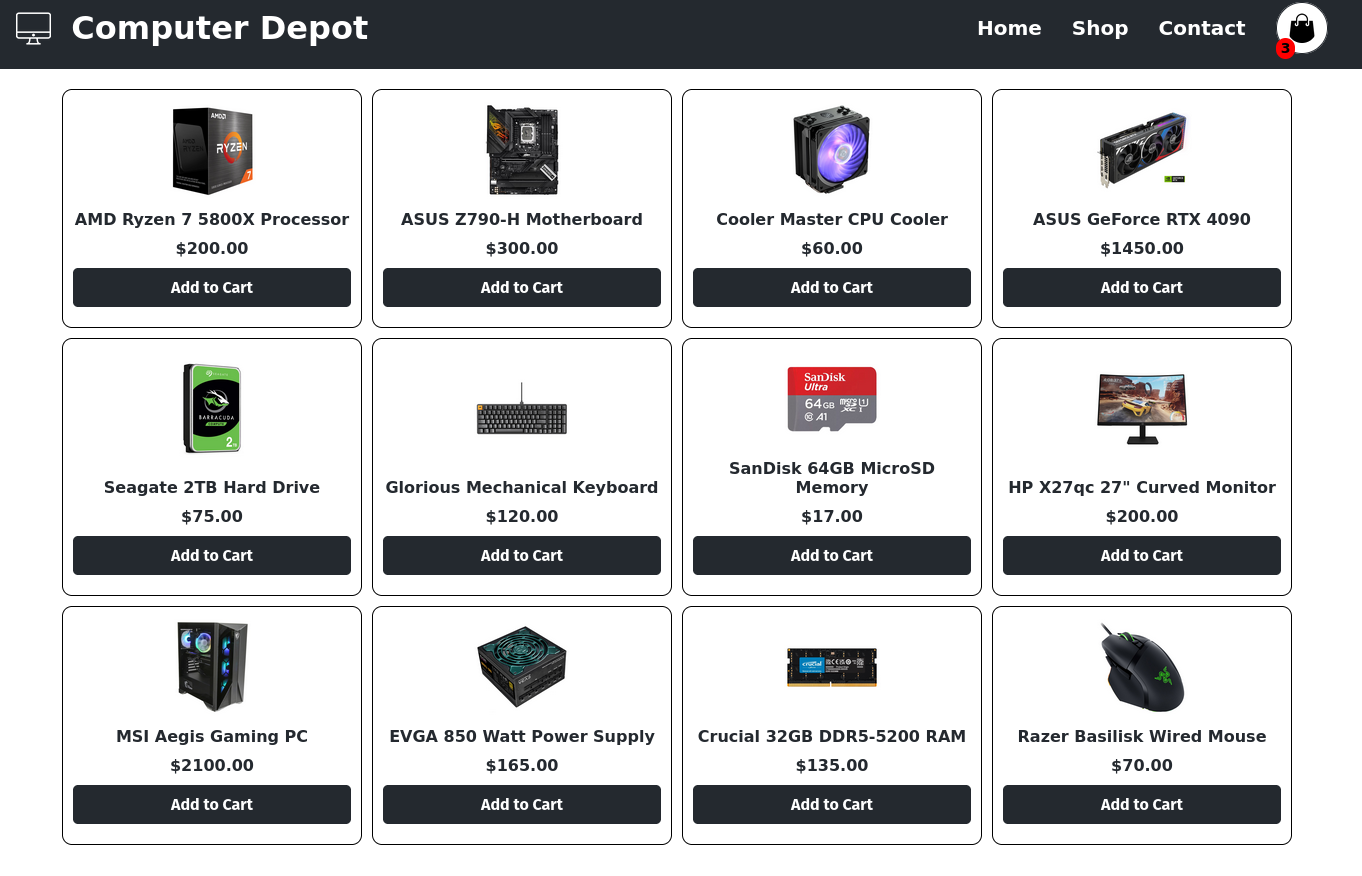 Computer Depot
Home Shop Contact
3
AMD Ryzen 7 5800X Processor
$200.00
Add to Cart
ASUS Z790-H Motherboard
$300.00
Add to Cart
Cooler Master CPU Cooler
$60.00
Add to Cart
ASUS GeForce RTX 4090
$1450.00
Add to Cart
BARRACUDA
2
Seagate 2TB Hard Drive
$75.00
Add to Cart
Glorious Mechanical Keyboard
$120.00
Add to Cart
SanDisk
Ultra
64GB
A1
SanDisk 64GB MicroSD
Memory
$17.00
Add to Cart
HP X27qc 27" Curved Monitor
$200.00
Add to Cart
MSI Aegis Gaming PC
$2100.00
Add to Cart
EVGA 850 Watt Power Supply
$165.00
Add to Cart
crucial
Crucial 32GB DDR5-5200 RAM
$135.00
Add to Cart
Razer Basilisk Wired Mouse
$70.00
Add to Cart
AMD
RYZEN
7